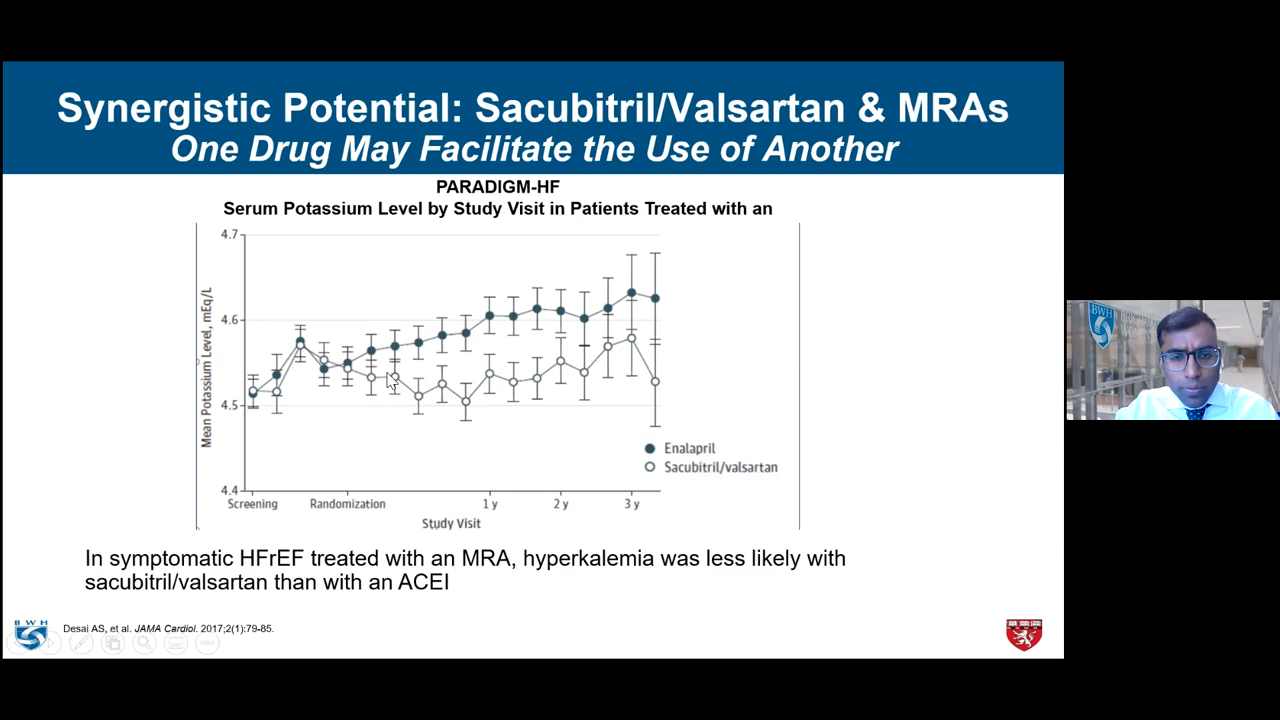 Synergistic Potential: Sacubitril/Valsartan & MRAs
One Drug May Facilitate the Use of Another
PARADIGM-HF
Serum Potassium Level by Study Visit in Patients Treated with an
Mean Potassium Level, mEq/L
4.7
4.6
4.5
4.4
Screening
Randomization
1 y
2 y
3 y
Study Visit
Enalapril
Sacubitril/valsartan
In symptomatic HFrEF treated with an MRA, hyperkalemia was less likely with
sacubitril/valsartan than with an ACEI
BWH
Desai AS, et al. JAMA Cardiol. 2017;2(1):79-85.
BWH